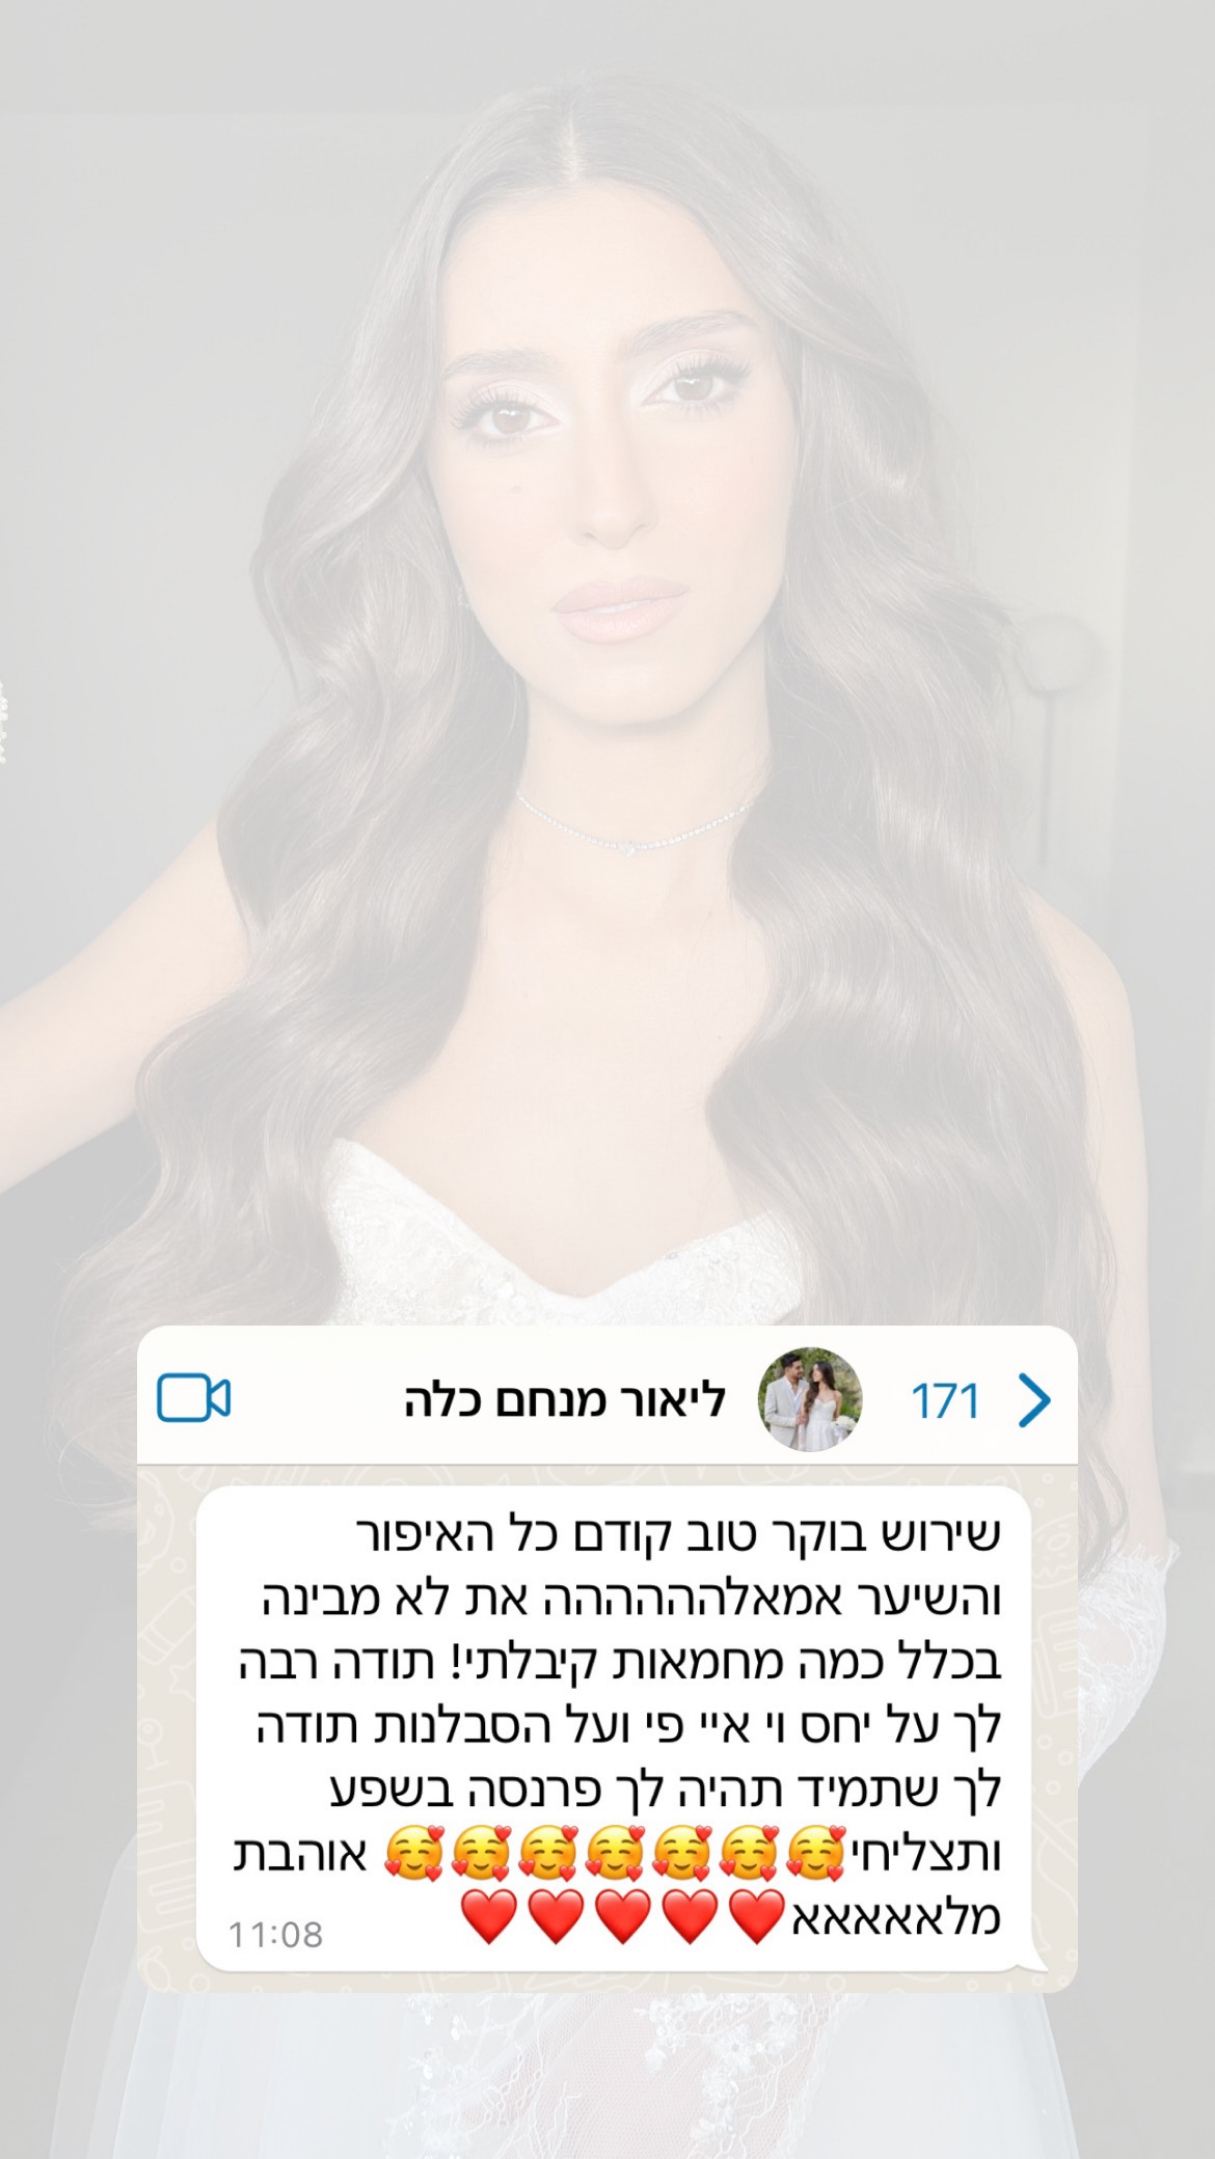 171 ליאור מנחם כלה
שירוש בוקר טוב קודם כל האיפור
והשיער אמאלההההההה את לא מבינה
בכלל כמה מחמאות קיבלתי! תודה רבה
לך על יחס וי איי פי ועל הסבלנות תודה
לך שתמיד תהיה לך פרנסה בשפע
ותצליחי🥰🥰🥰🥰🥰🥰🥰 אוהבת
מלאאאאאא❤️❤️❤️❤️❤️
11:08